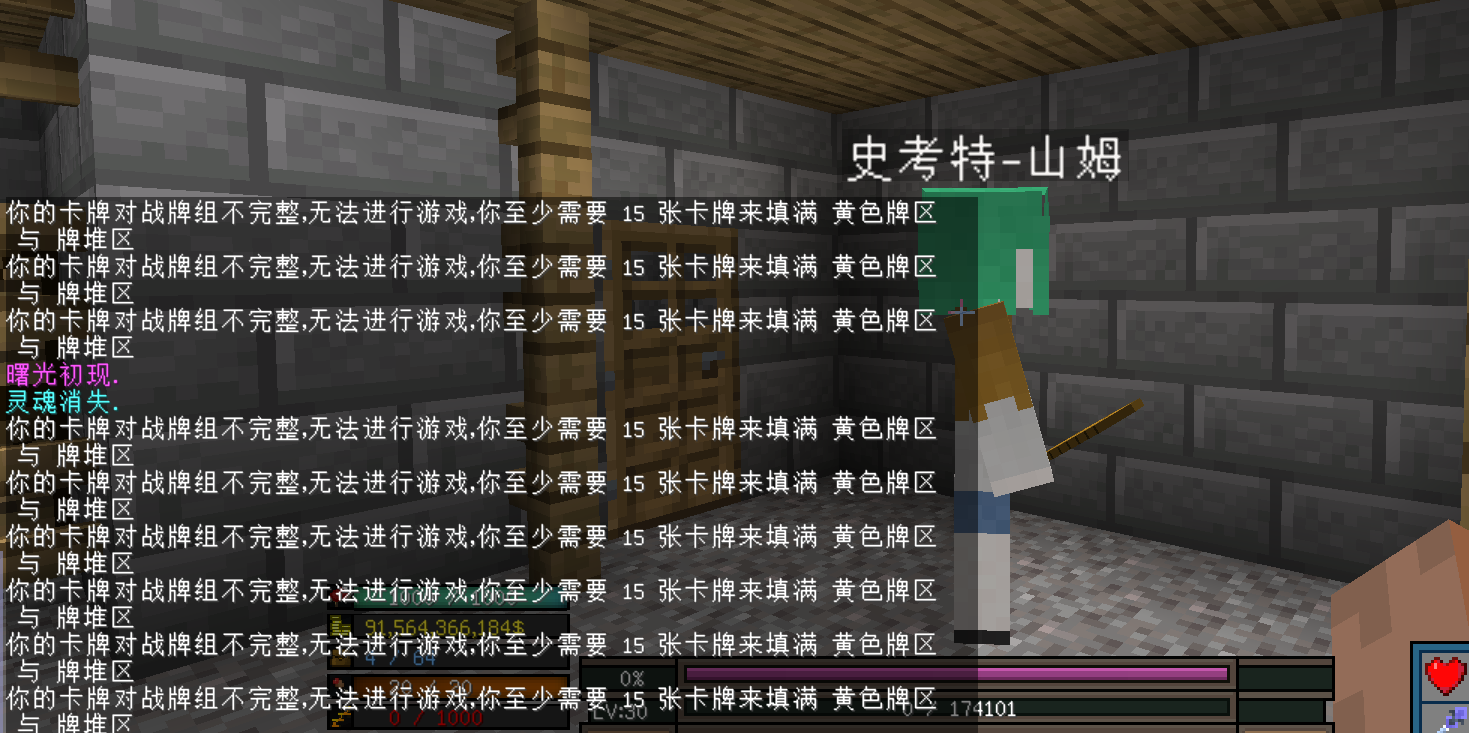 史考特-山姆
你的卡牌对战牌组不完整,无法进行游戏,你至少需要 15 张卡牌来填满 黄色牌区
与 牌堆区
你的卡牌对战牌组不完整,无法进行游戏,你至少需要 15 张卡牌来填满 黄色牌区
与 牌堆区
你的卡牌对战牌组不完整,无法进行游戏,你至少需要 15 张卡牌来填满 黄色牌区
与 牌堆区
曙光初现.
灵魂消失.
你的卡牌对战牌组不完整,无法进行游戏,你至少需要 15 张卡牌来填满 黄色牌区
与 牌堆区
你的卡牌对战牌组不完整,无法进行游戏,你至少需要 15 张卡牌来填满 黄色牌区
与 牌堆区
你的卡牌对战牌组不完整,无法进行游戏,你至少需要 15 张卡牌来填满 黄色牌区
与 牌堆区
你的卡牌对战牌组不完整,无法进行游戏,你至少需要 15 张卡牌来填满 黄色牌区
与 牌堆区
91,564,366,184$
你的卡牌对战牌组不完整,无法进行游戏,你至少需要 15 张卡牌来填满 黄色牌区
与 牌堆区
4 / 64
0%
你的卡牌对战牌组不完整,无法进行游戏,你至少需要 15 张卡牌来填满 黄色牌区
与 牌堆区
20 / 20
LV:30
0 / 174101
0 / 1000